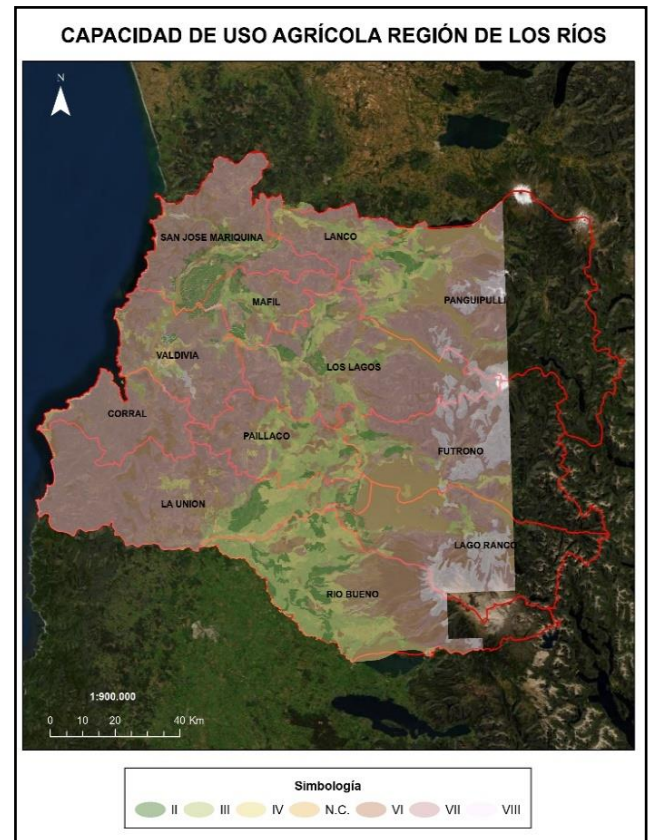 CAPACIDAD DE USO AGRÍCOLA REGIÓN DE LOS RÍOS
N
SAN JOSE MARIQUINA
LANCO
MAFIL
PANGUIPULLI
VALDIVIA
LOS LAGOS
CORRAL
PAILLACO
FUTRONO
LA UNION
LAGO RANCO
RIO BUENO
1:900.000
0 10 20 40 Km
Simbología
II III IV N.C. VI VII VIII